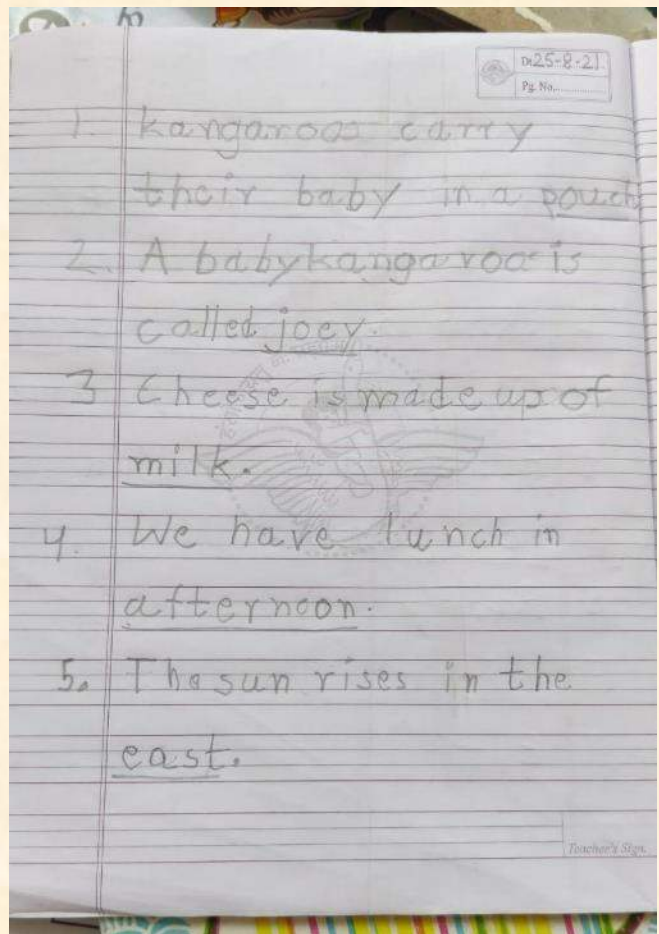 Dt 25-8-21
Pg. No..............
1. kangaroos carry
their baby in a pouch
2. A baby kangaroo is
called joey.
3 Cheese is made up of
milk.
4. We have lunch in
afternoon.
5. The sun rises in the
east.
Teacher's Sign.